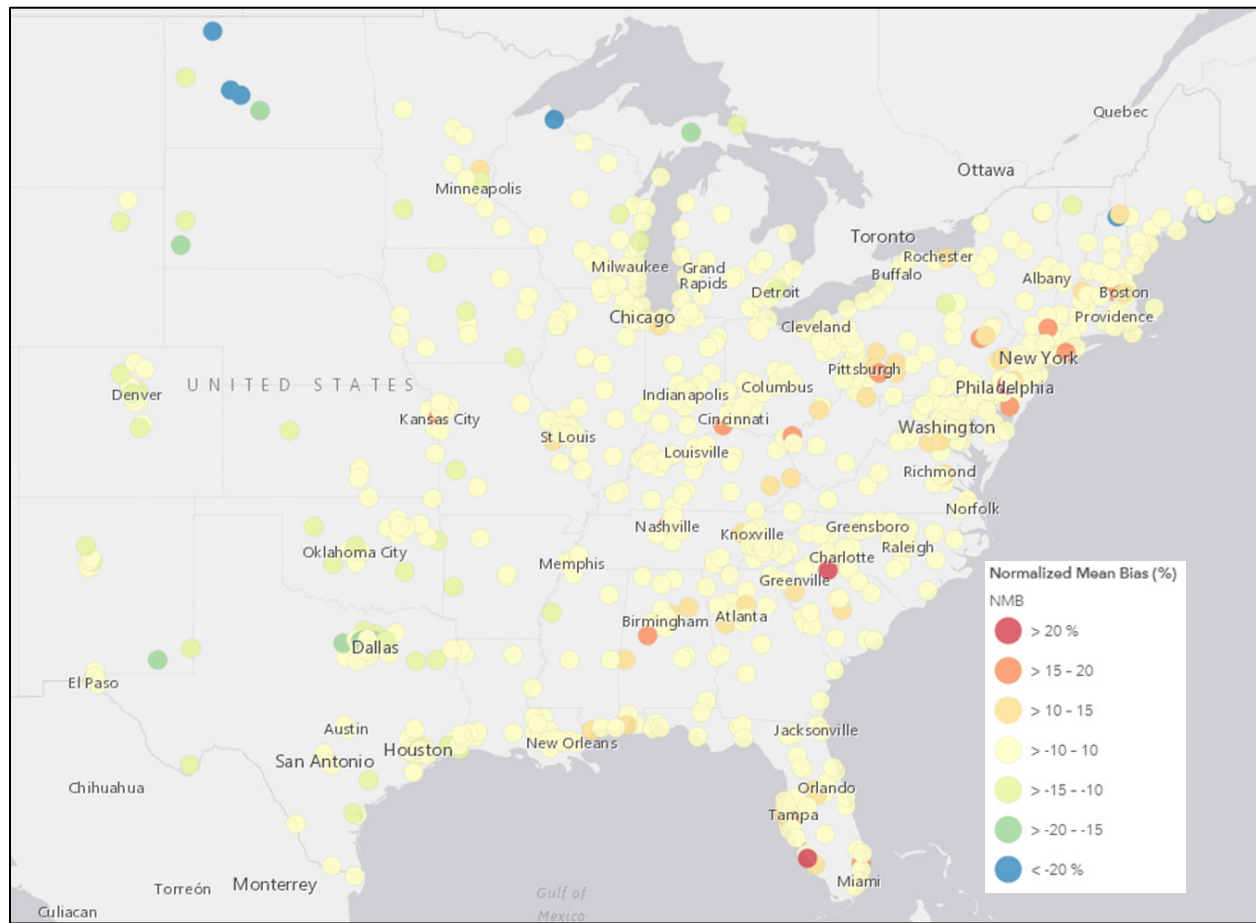 Quebec
Ottawa
Minneapolis
Toronto
Rochester
Buffalo
Milwaukee
Grand
Rapids
Albany
Boston
Detroit
Providence
Chicago
Cleveland
New York
Pittsburgh
UNITED STATES
Denver
Columbus
Philadelphia
Indianapolis
Kansas City
Cincinnati
Washington
St Louis
Louisville
Richmond
Norfolk
Nashville
Greensboro
Knoxville
Raleigh
Oklahoma City
Charlotte
Memphis
Greenville
Atlanta
Birmingham
Dallas
El Paso
Austin
Jacksonville
Houston
New Orleans
San Antonio
Chihuahua
Orlando
Tampa
Miami
Torreón
Monterrey
Gulf of
Mexico
Culiacan
Normalized Mean Bias (%)
NMB
> 20 %
> 15 - 20
> 10 - 15
> -10 - 10
> -15 - -10
> -20 - -15
< -20 %